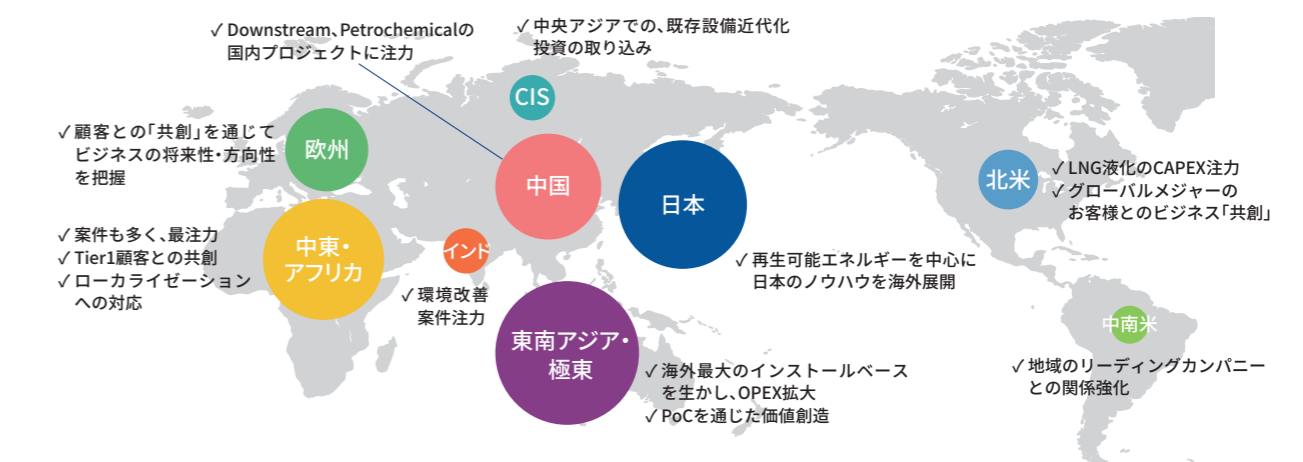 ✓ Downstream、Petrochemicalの
国内プロジェクトに注力
✓ 中央アジアでの、既存設備近代化
投資の取り込み
CIS
✓ 顧客との「共創」を通じて
ビジネスの将来性・方向性
を把握
欧州
中国
日本
北米
✓ LNG液化のCAPEX注力
✓ グローバルメジャーの
お客様とのビジネス「共創」
✓ 案件も多く、最注力
✓ Tier1顧客との共創
✓ ローカライゼーション
への対応
中東・
アフリカ
インド
✓ 環境改善
案件注力
✓ 再生可能エネルギーを中心に
日本のノウハウを海外展開
東南アジア・
極東
✓ 海外最大のインストールベース
を生かし、OPEX拡大
✓ PoCを通じた価値創造
中南米
✓ 地域のリーディングカンパニー
との関係強化